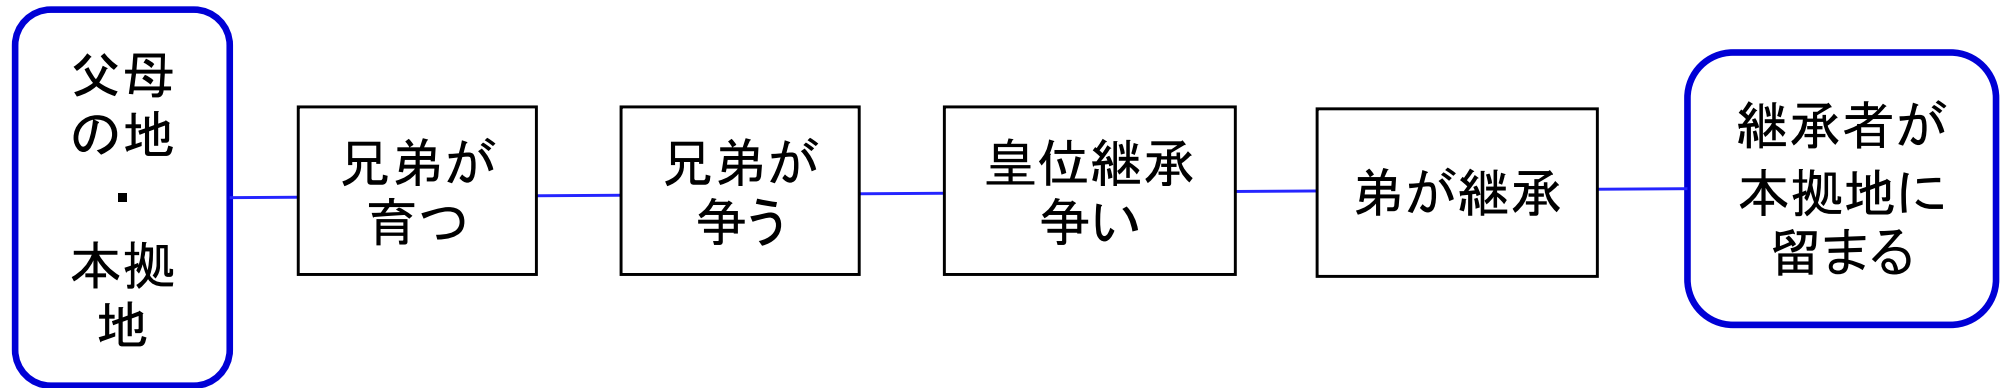 父母
の地
・
本拠
地
兄弟が
育つ
兄弟が
争う
皇位継承
争い
弟が継承
継承者が
本拠地に
留まる